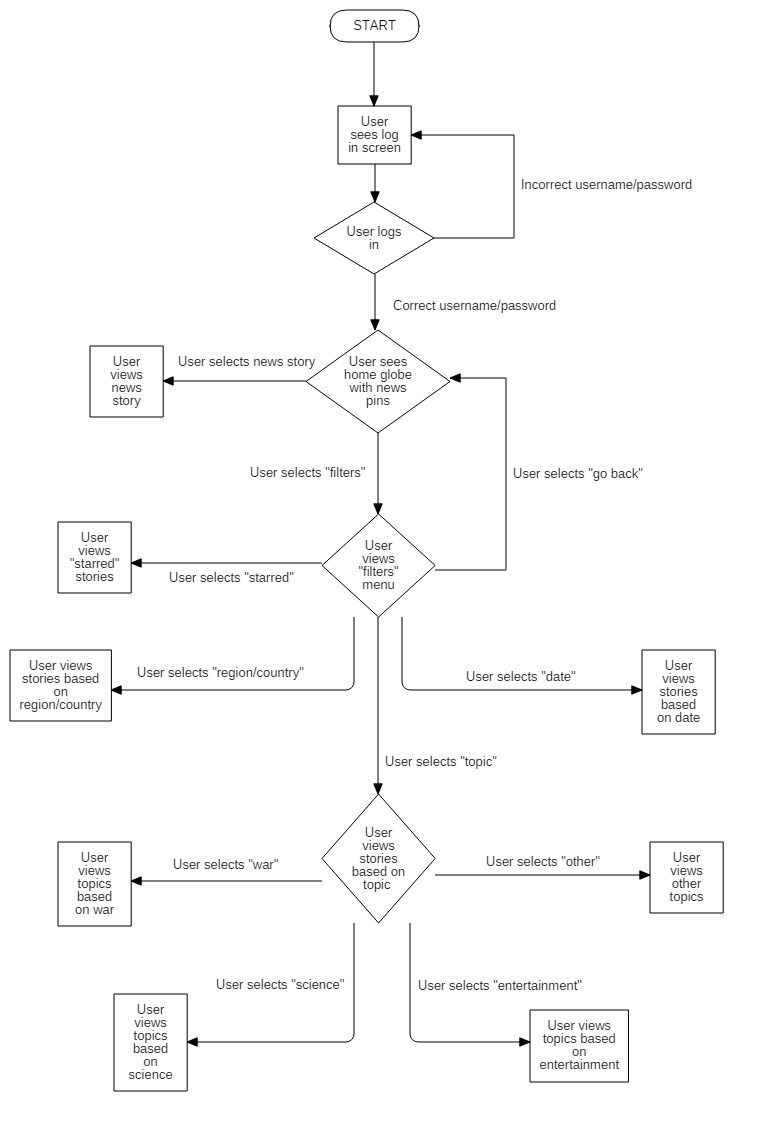 START
User
sees log
in screen
Incorrect username/password
User logs
in
Correct username/password
User
views
news
story
User selects news story
User sees
home globe
with news
pins
User selects "filters"
User selects "go back"
User
views
"starred"
stories
User selects "starred"
User
views
"filters"
menu
User views
stories based
on
region/country
User selects "region/country"
User selects "date"
User
views
stories
based
on date
User selects "topic"
User
views
topics
based
on war
User selects "war"
User
views
stories
based on
topic
User selects "other"
User
views
other
topics
User selects "science"
User selects "entertainment"
User
views
topics
based
on
science
User views
topics based
on
entertainment